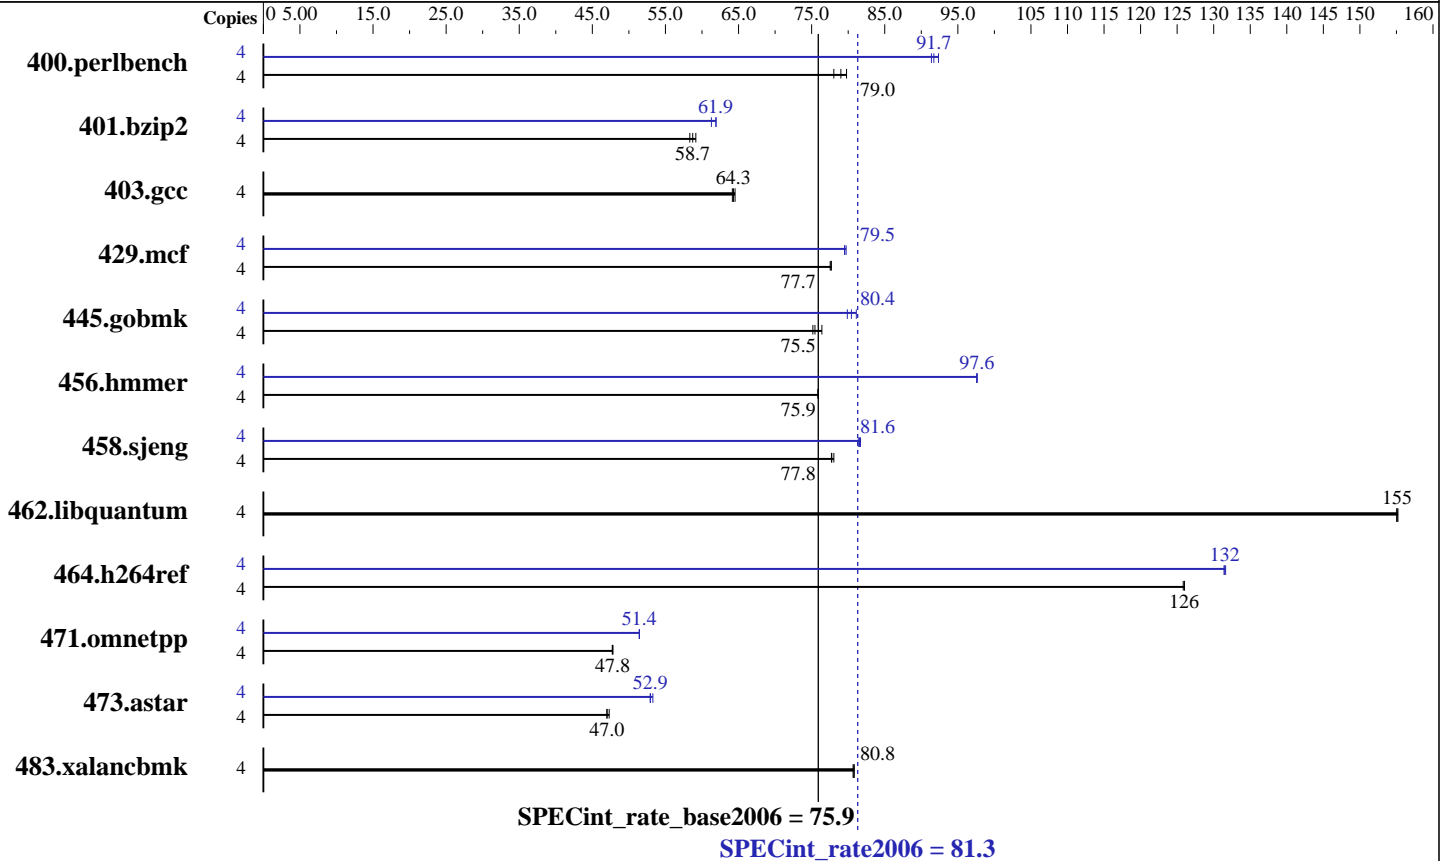 Copies 0 5.00 15.0 25.0 35.0 45.0 55.0 65.0 75.0 85.0 95.0 105 110 115 120 125 130 135 140 145 150 160
400.perlbench 4 91.7
4 79.0
401.bzip2 4 61.9
4 58.7
403.gcc 4 64.3
429.mcf 4 79.5
4 77.7
445.gobmk 4 80.4
4 75.5
456.hmmer 4 97.6
4 75.9
458.sjeng 4 81.6
4 77.8
462.libquantum 4 155
464.h264ref 4 132
4 126
471.omnetpp 4 51.4
4 47.8
473.astar 4 52.9
4 47.0
483.xalancbmk 4 80.8
SPECint_rate_base2006 = 75.9
SPECint_rate2006 = 81.3